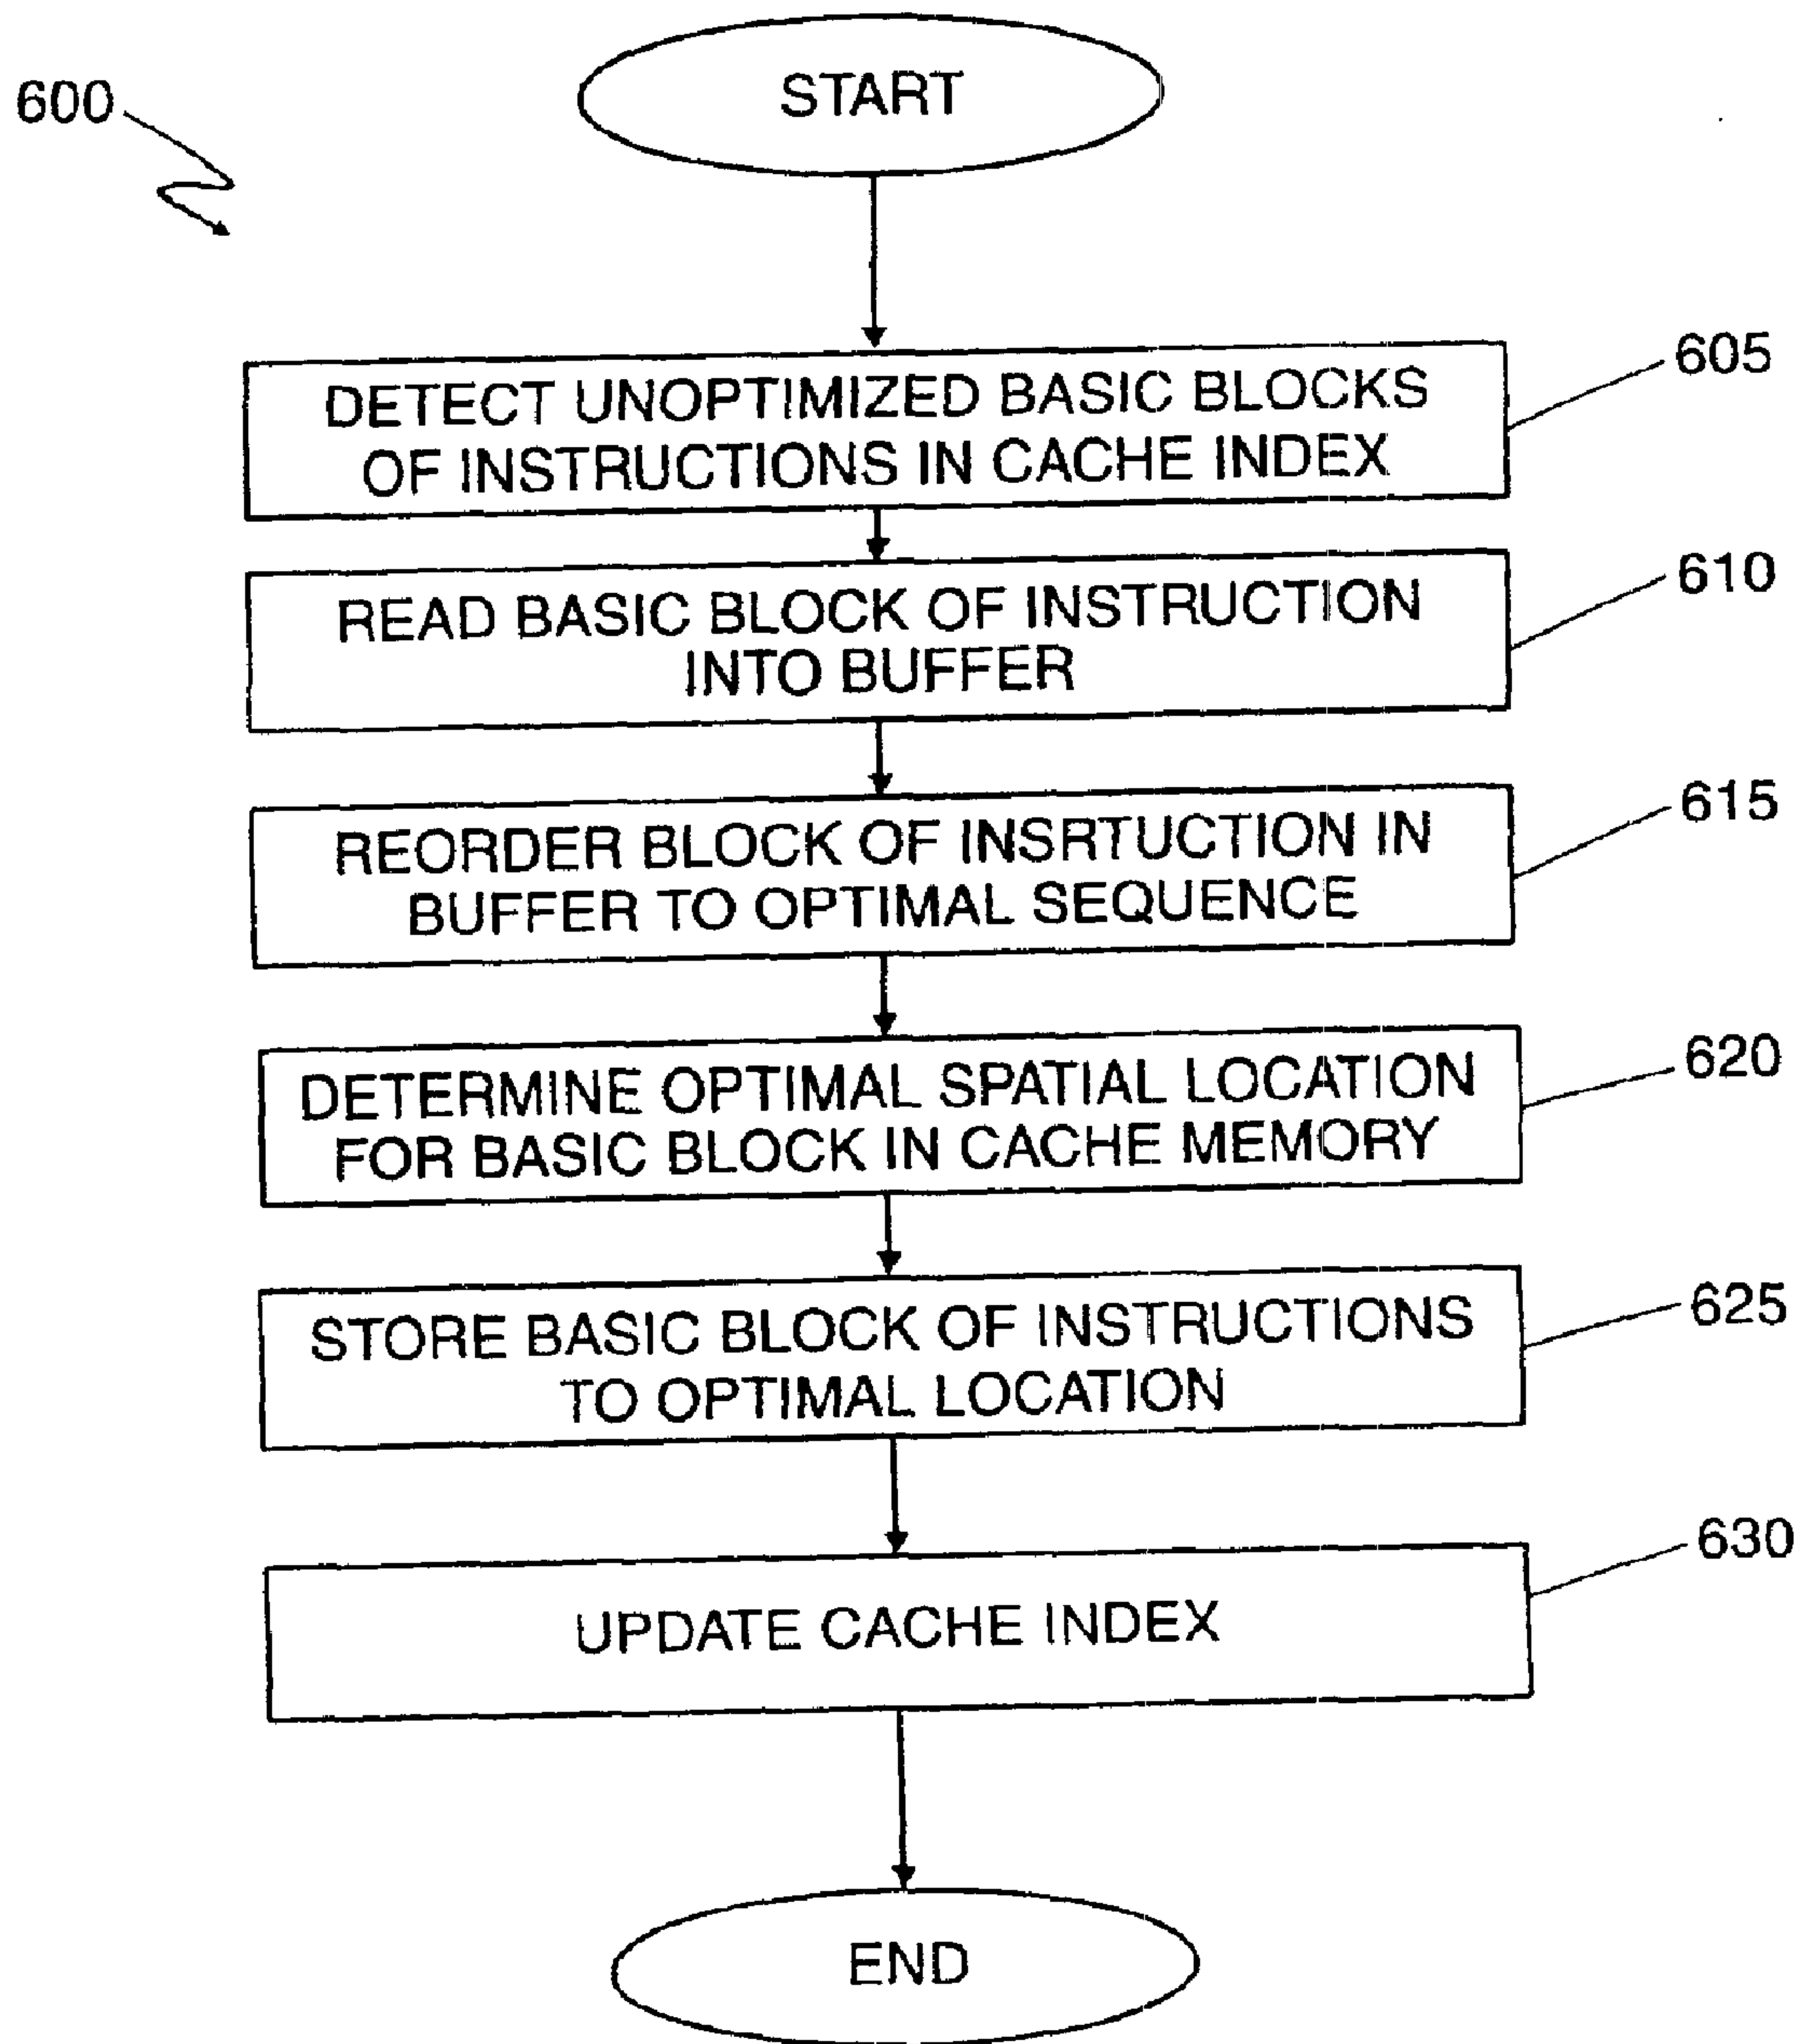 START
600
DETECT UNOPTIMIZED BASIC BLOCKS
OF INSTRUCTIONS IN CACHE INDEX
605
READ BASIC BLOCK OF INSTRUCTION
INTO BUFFER
610
REORDER BLOCK OF INSRTUCTION IN
BUFFER TO OPTIMAL SEQUENCE
615
DETERMINE OPTIMAL SPATIAL LOCATION
FOR BASIC BLOCK IN CACHE MEMORY
620
STORE BASIC BLOCK OF INSTRUCTIONS
TO OPTIMAL LOCATION
625
UPDATE CACHE INDEX
630
END